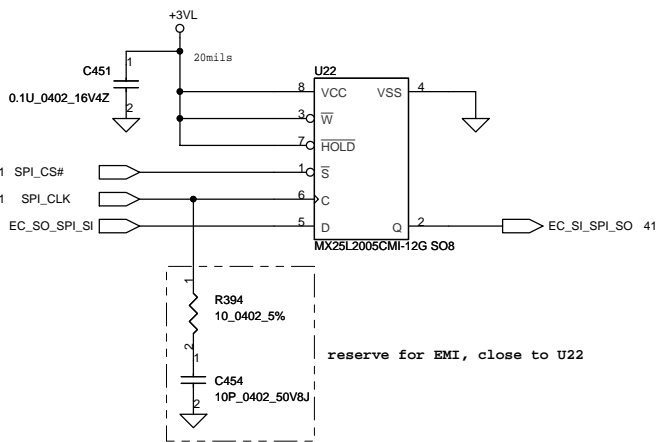 +3VL
20mils
1
C451
0.1U_0402_16V4Z
2
U22
8 VCC VSS 4
3 W
7 HOLD
1 SPI_CS# 1 S
1 SPI_CLK 6 C
EC_SO_SPI_SI 5 D Q 2 EC_SI_SPI_SO 41
MX25L2005CMI-12G SO8
1
R394
10_0402_5%
2
reserve for EMI, close to U22
1
C454
10P_0402_50V8J
2